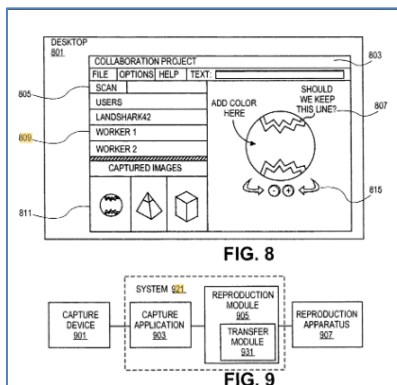 DESKTOP
801
COLLABORATION PROJECT
803
FILE OPTIONS HELP TEXT:
805
SCAN
USERS
LANDSHARK42
809
WORKER 1
WORKER 2
CAPTURED IMAGES
811
SHOULD
WE KEEP
THIS LINE?
807
ADD COLOR
HERE
815
FIG. 8
SYSTEM 921
CAPTURE
DEVICE
901
CAPTURE
APPLICATION
903
REPRODUCTION
MODULE
905
TRANSFER
MODULE
931
REPRODUCTION
APPARATUS
907
FIG. 9